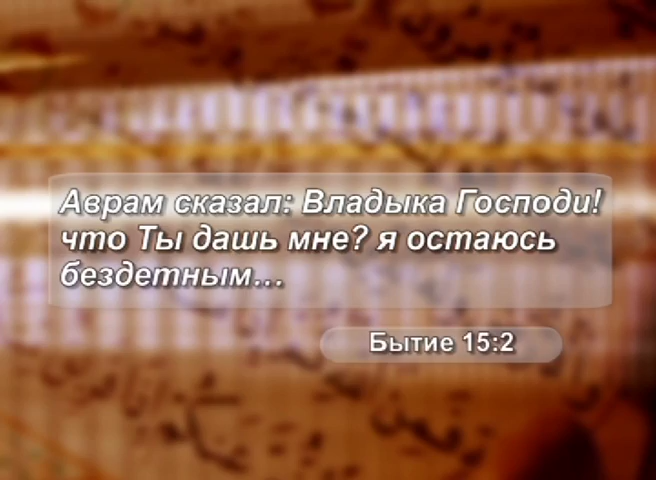 Аврам сказал: Владыка Господи!
что Ты дашь мне? я остаюсь
бездетным...
Бытие 15:2